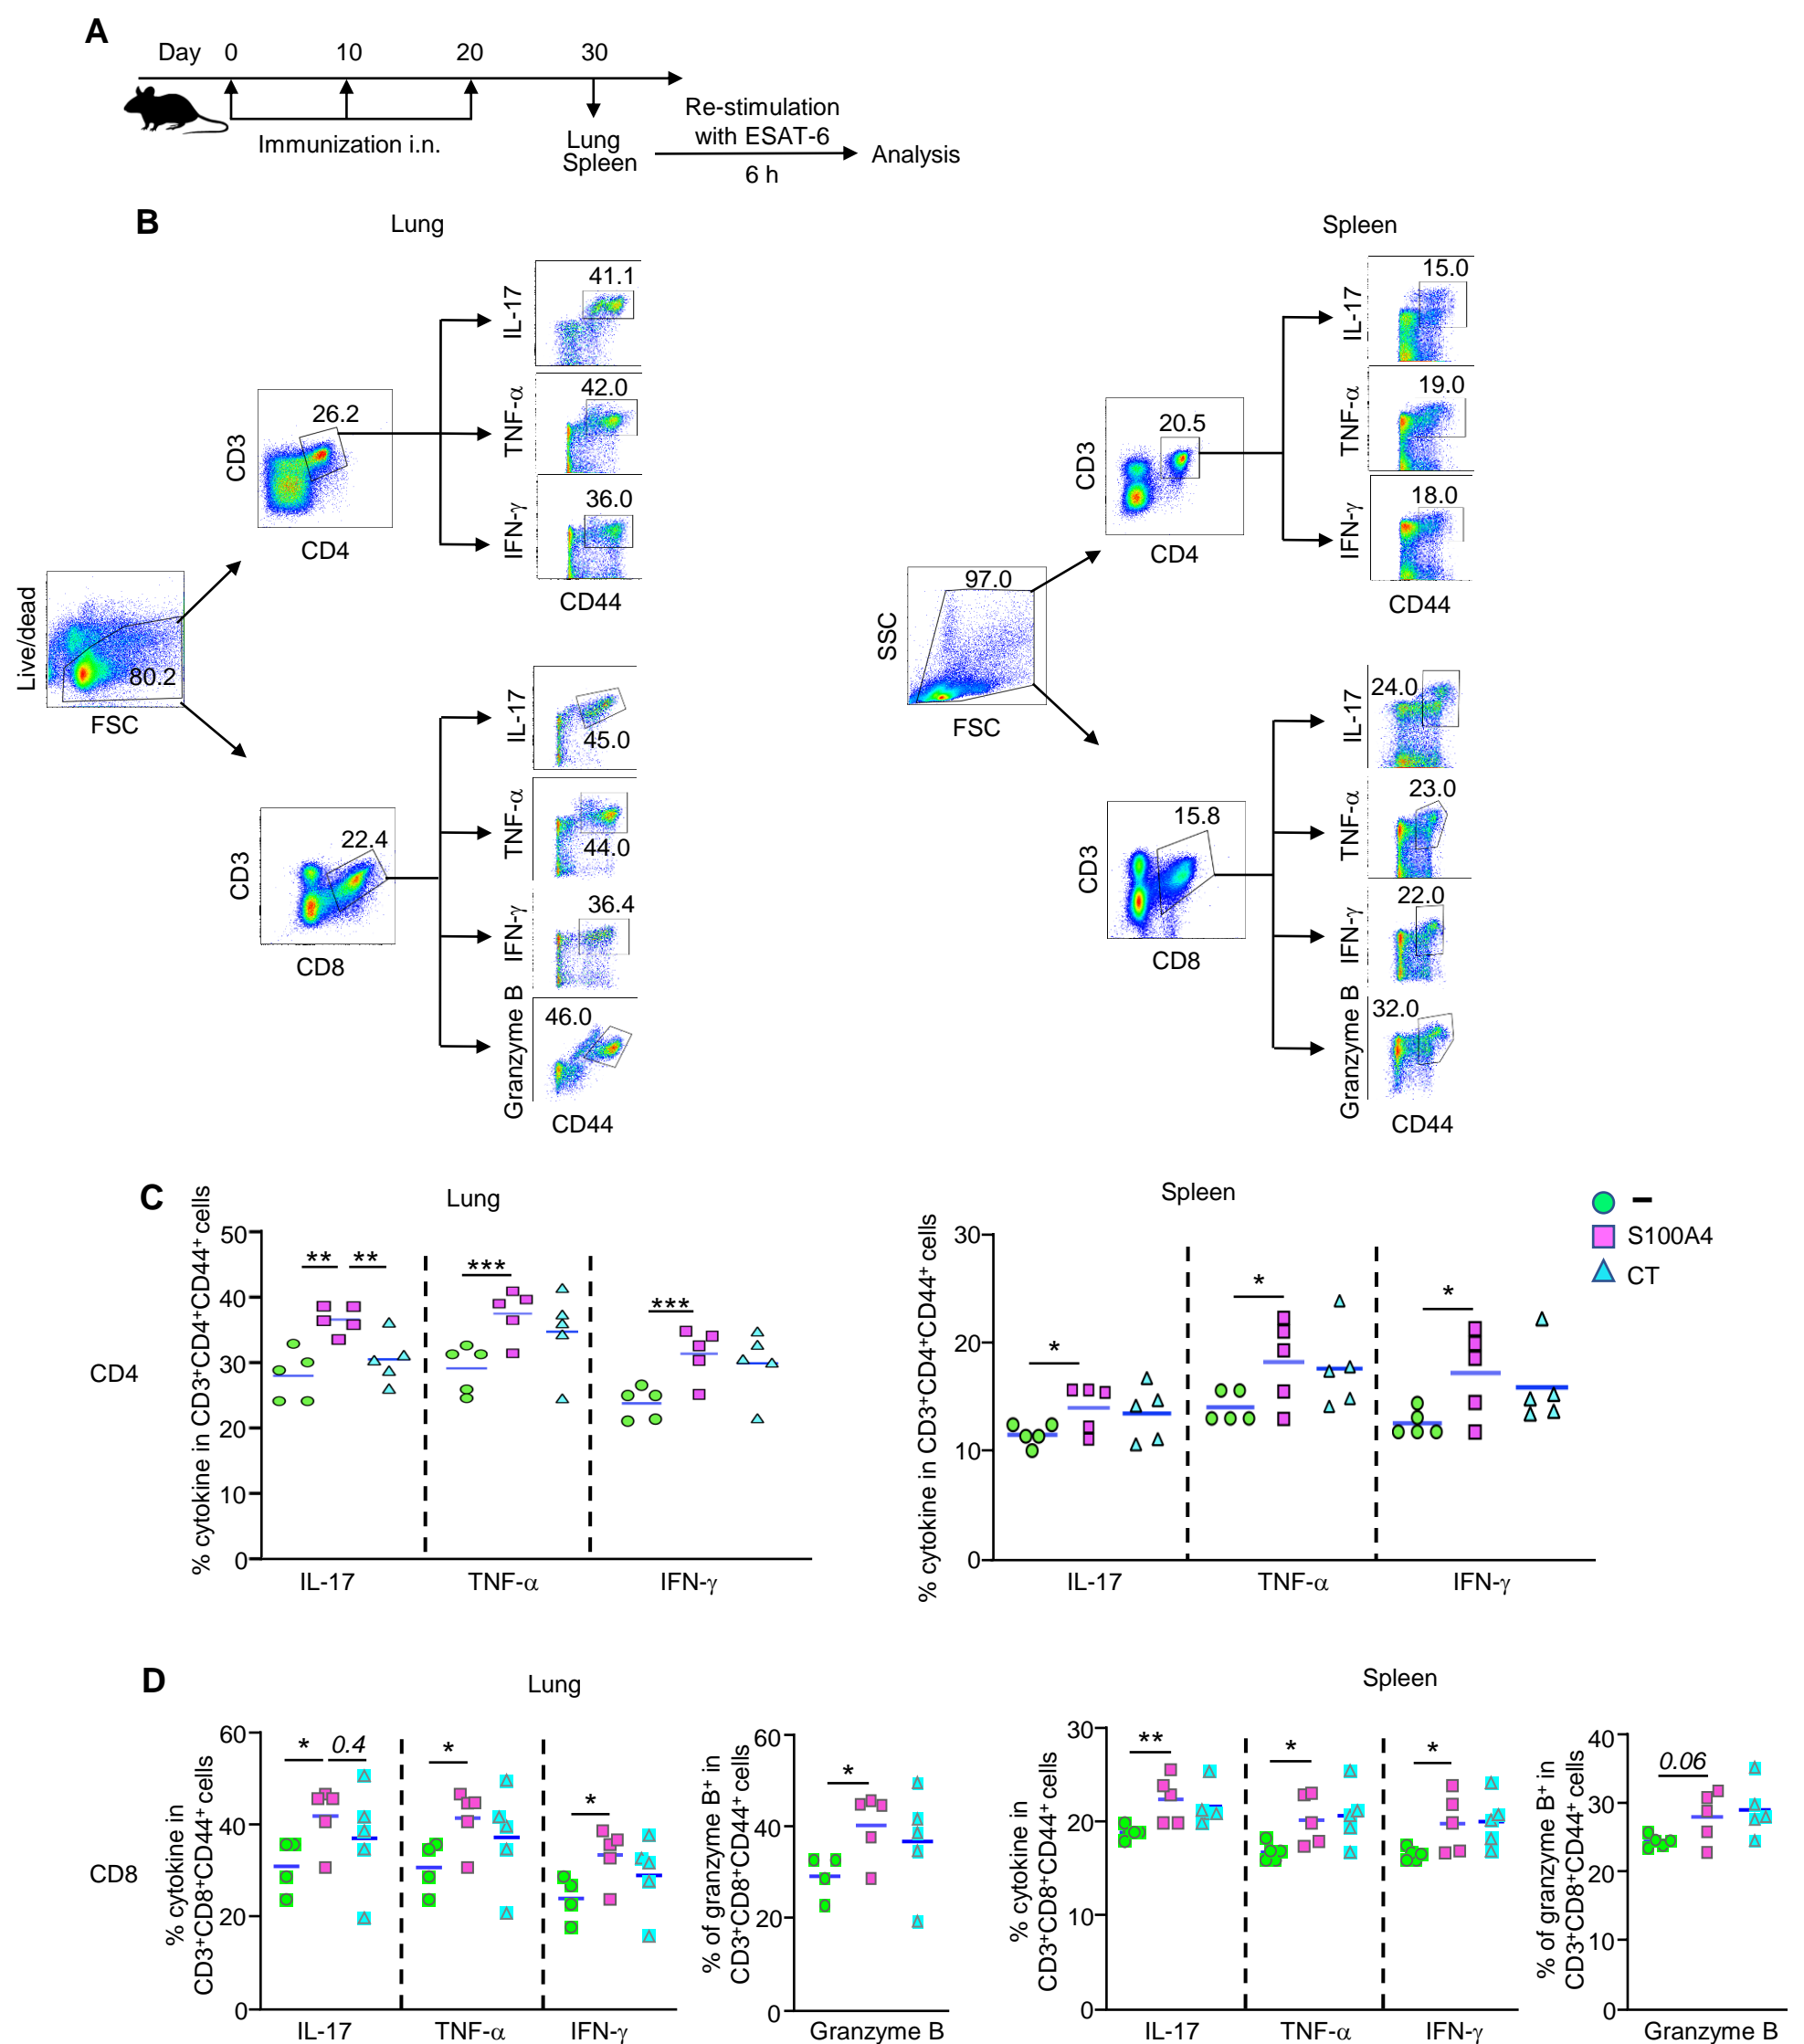 A
Day 0 10 20 30
Immunization i.n.
Lung
Spleen
Re-stimulation
with ESAT-6
6 h
Analysis
B
Lung
Live/dead
80.2
FSC
CD3
26.2
CD4
IL-17
41.1
TNF-α
42.0
IFN-γ
36.0
CD44
CD3
22.4
CD8
IL-17
45.0
TNF-α
44.0
IFN-γ
36.4
Granzyme B
46.0
CD44
Spleen
SSC
97.0
FSC
CD3
20.5
CD4
IL-17
15.0
TNF-α
19.0
IFN-γ
18.0
CD44
CD3
15.8
CD8
IL-17
24.0
TNF-α
23.0
IFN-γ
22.0
Granzyme B
32.0
CD44
C
CD4
Lung
% cytokine in CD3⁺CD4⁺CD44⁺ cells
50
40
30
20
10
0
** ** *** ***
IL-17 TNF-α IFN-γ
Spleen
% cytokine in CD3⁺CD4⁺CD44⁺ cells
30
20
10
0
* * *
IL-17 TNF-α IFN-γ
–
S100A4
CT
D
CD8
Lung
% cytokine in
CD3⁺CD8⁺CD44⁺ cells
60
40
20
0
* 0.4 * *
IL-17 TNF-α IFN-γ
% of granzyme B⁺ in
CD3⁺CD8⁺CD44⁺ cells
60
40
20
0
*
Granzyme B
Spleen
% cytokine in
CD3⁺CD8⁺CD44⁺ cells
30
20
10
0
** * *
IL-17 TNF-α IFN-γ
% of granzyme B⁺ in
CD3⁺CD8⁺CD44⁺ cells
40
30
20
10
0
0.06
Granzyme B